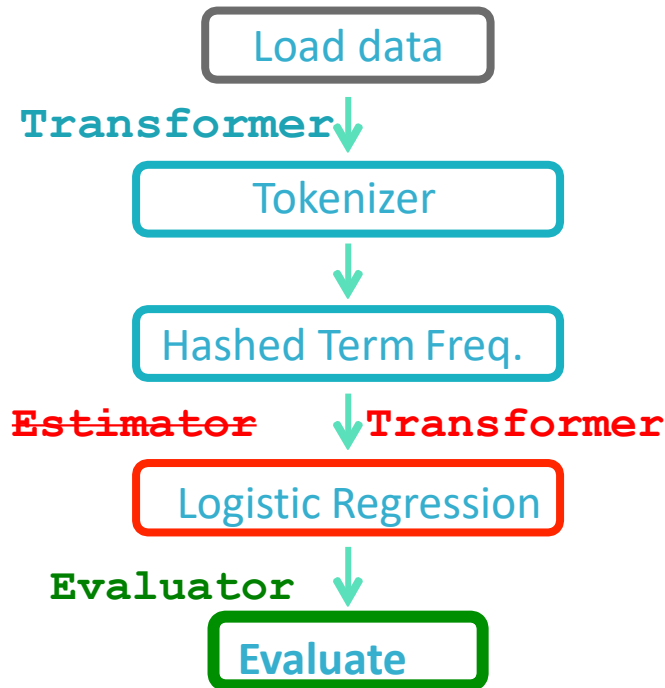 Load data
Transformer
Tokenizer
Hashed Term Freq.
Estimator Transformer
Logistic Regression
Evaluator
Evaluate